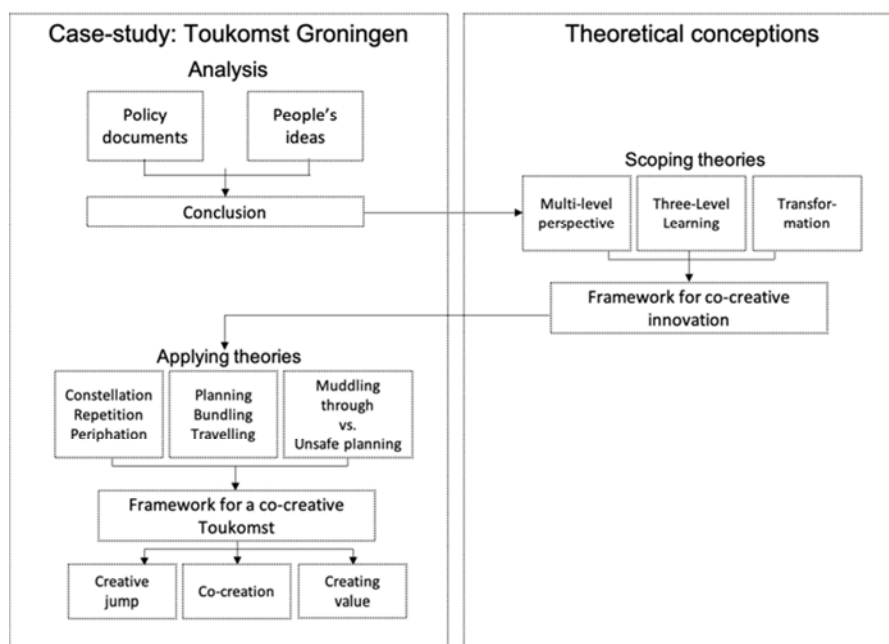 Case-study: Toukomst Groningen
Analysis
Policy
documents
People's
ideas
Conclusion
Theoretical conceptions
Scoping theories
Multi-level
perspective
Three-Level
Learning
Transfor-
mation
Framework for co-creative
innovation
Applying theories
Constellation
Repetition
Periphation
Planning
Bundling
Travelling
Muddling
through
vs.
Unsafe planning
Framework for a co-creative
Toukomst
Creative
jump
Co-creation
Creating
value